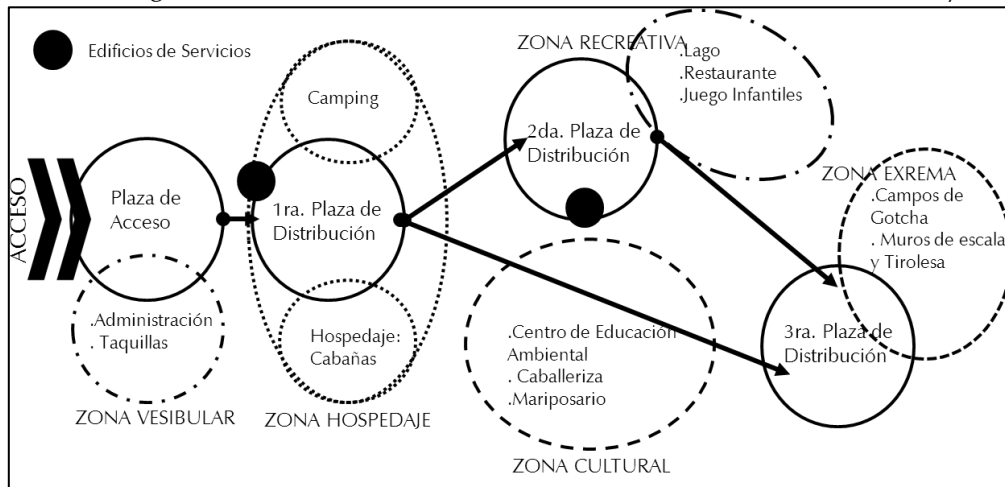 Edificios de Servicios
ACCESO
Plaza de
Acceso
.Administración
. Taquillas
ZONA VESIBULAR
Camping
1ra. Plaza de
Distribución
Hospedaje:
Cabañas
ZONA HOSPEDAJE
ZONA RECREATIVA
.Lago
.Restaurante
.Juego Infantiles
2da. Plaza de
Distribución
.Centro de Educación
Ambiental
. Caballeriza
.Mariposario
ZONA CULTURAL
ZONA EXREMA
.Campos de
Gotcha
. Muros de escala
y Tirolesa
3ra. Plaza de
Distribución